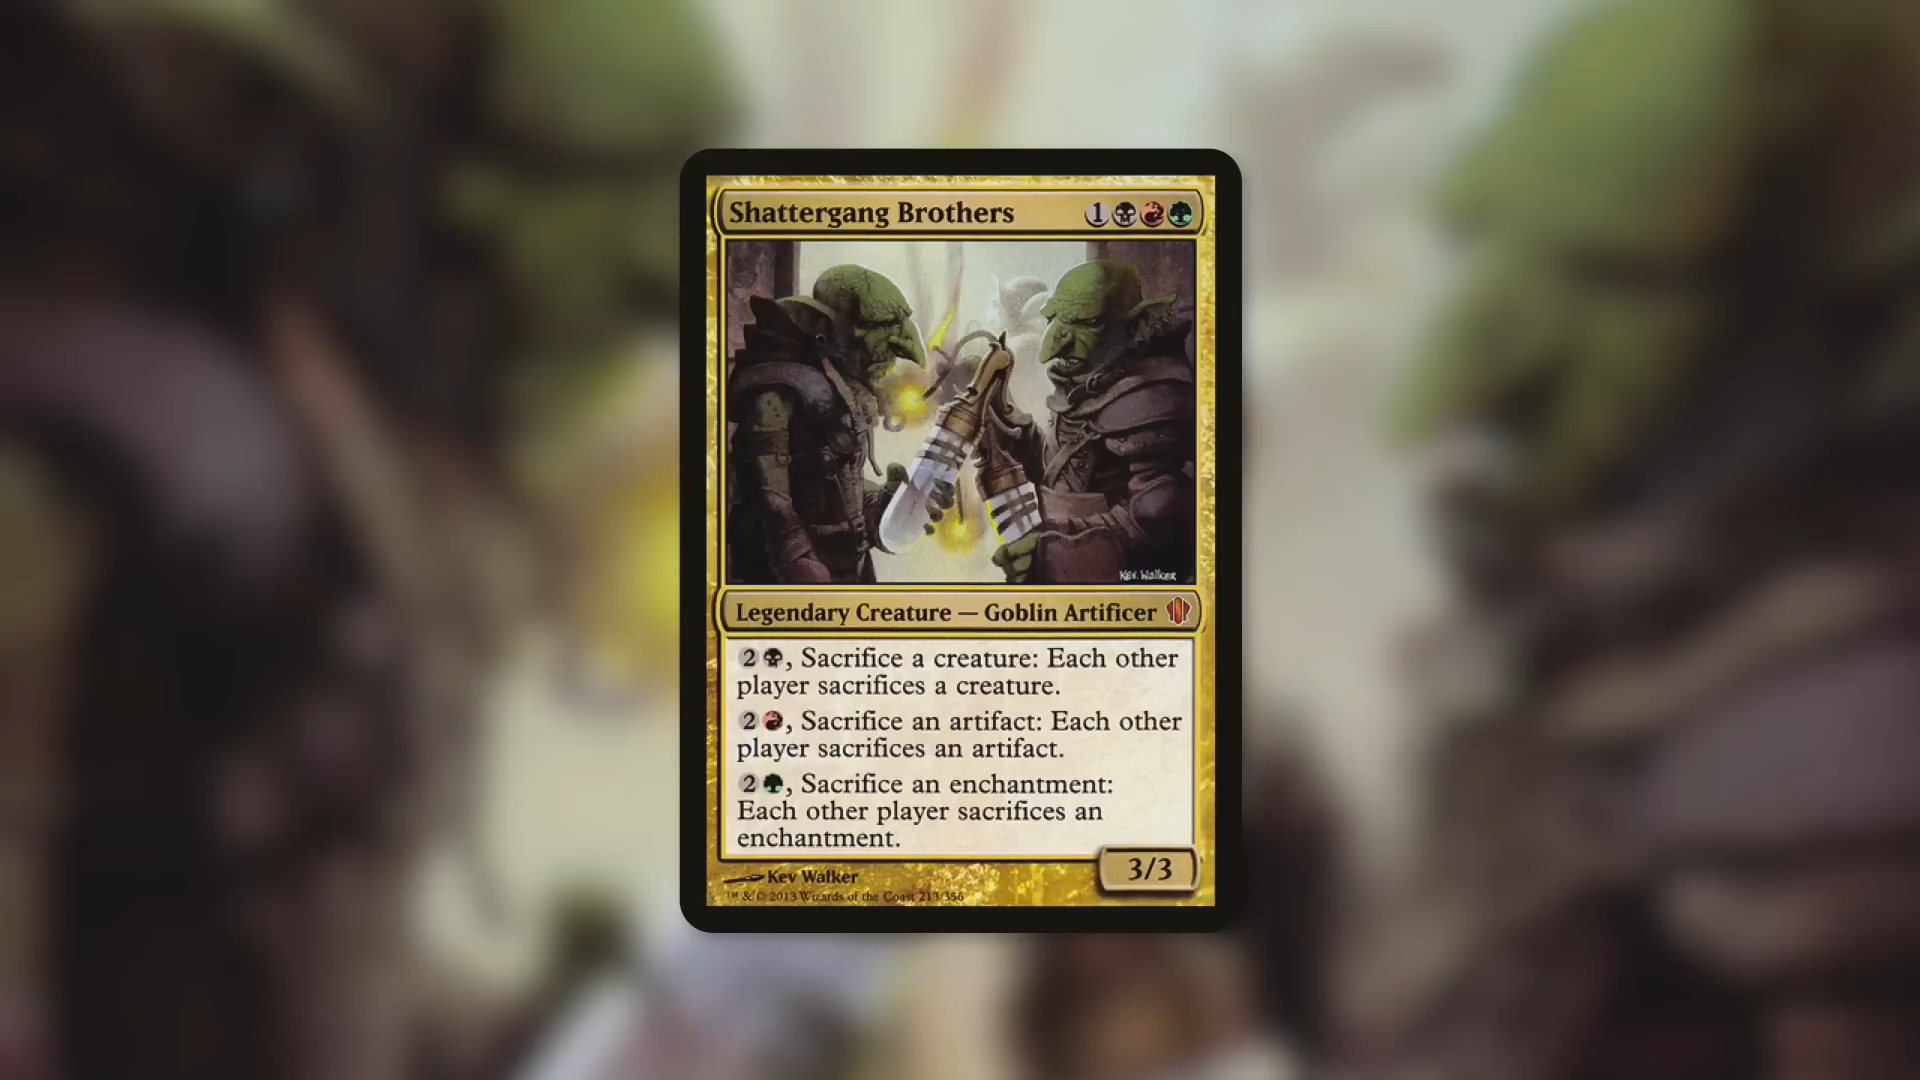 Shattergang Brothers 1
Kev. Walker
Legendary Creature — Goblin Artificer
2, Sacrifice a creature: Each other
player sacrifices a creature.
2, Sacrifice an artifact: Each other
player sacrifices an artifact.
2, Sacrifice an enchantment:
Each other player sacrifices an
enchantment.
3/3
Kev Walker
™ & © 2013 Wizards of the Coast 213/356